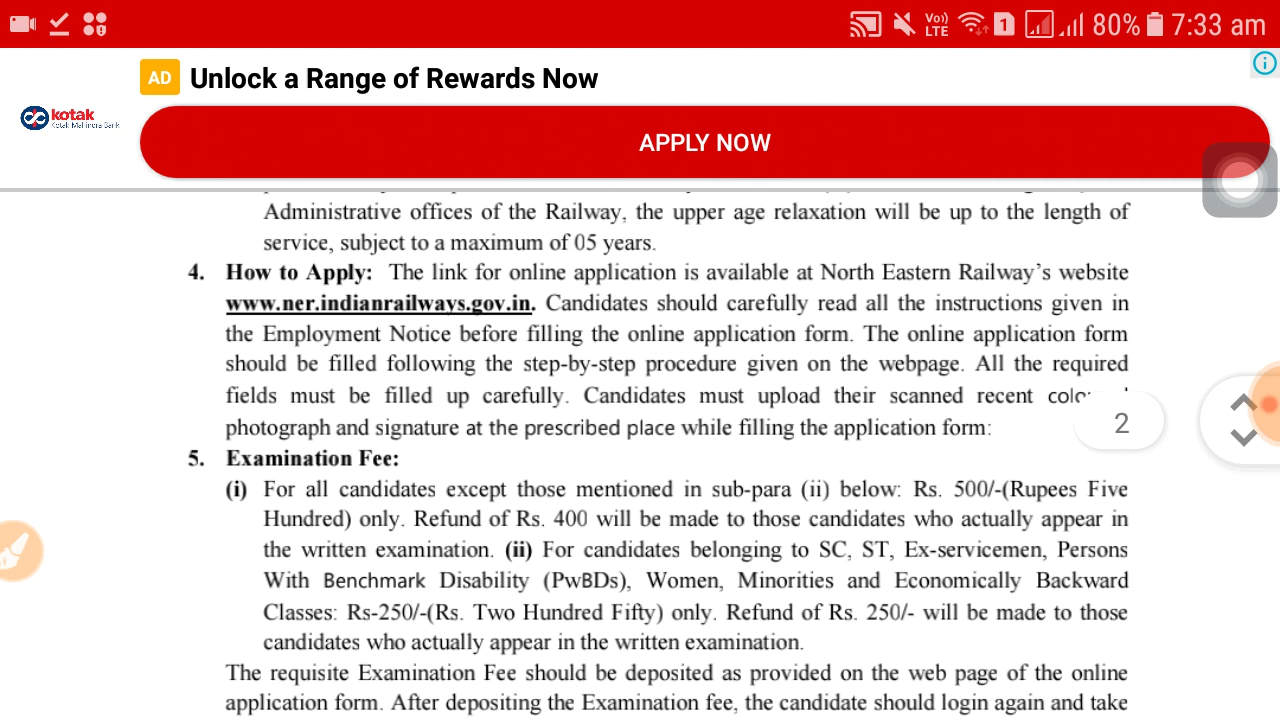 Vo))
LTE
1
80%
7:33 am
AD
Unlock a Range of Rewards Now
kotak
Kotak Mahindra Bank
APPLY NOW
Administrative offices of the Railway, the upper age relaxation will be up to the length of
service, subject to a maximum of 05 years.
4. How to Apply: The link for online application is available at North Eastern Railway's website
www.ner.indianrailways.gov.in. Candidates should carefully read all the instructions given in
the Employment Notice before filling the online application form. The online application form
should be filled following the step-by-step procedure given on the webpage. All the required
fields must be filled up carefully. Candidates must upload their scanned recent
photograph and signature at the prescribed place while filling the application form:
2
5. Examination Fee:
(i) For all candidates except those mentioned in sub-para (ii) below: Rs. 500/-(Rupees Five
Hundred) only. Refund of Rs. 400 will be made to those candidates who actually appear in
the written examination. (ii) For candidates belonging to SC, ST, Ex-servicemen, Persons
With Benchmark Disability (PwBDs), Women, Minorities and Economically Backward
Classes: Rs-250/-(Rs. Two Hundred Fifty) only. Refund of Rs. 250/- will be made to those
candidates who actually appear in the written examination.
The requisite Examination Fee should be deposited as provided on the web page of the online
application form. After depositing the Examination fee, the candidate should login again and take